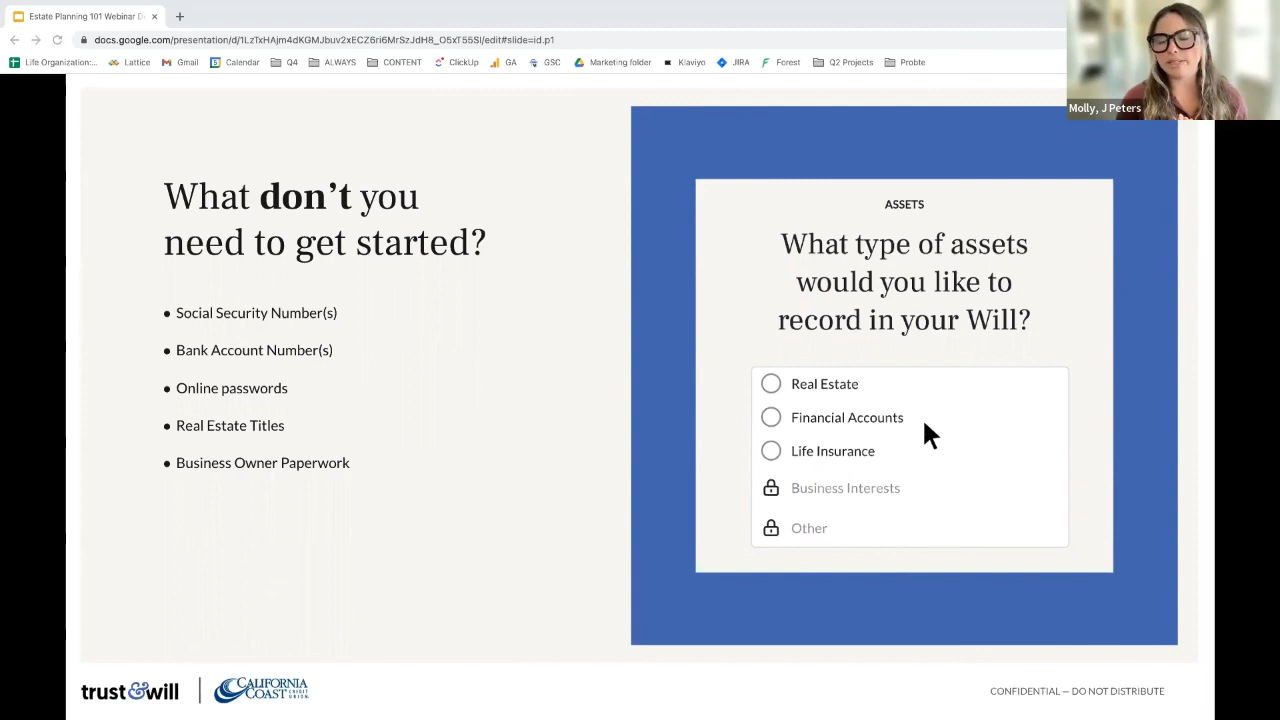 Estate Planning 101 Webinar D
docs.google.com/presentation/d/1LzTxHAjm4dKGMJbuv2xECZ6ri6MrSzJdH8_O5xT55SI/edit#slide=id.p1
Life Organization:... Lattice Gmail Calendar Q4 ALWAYS CONTENT ClickUp GA GSC Marketing folder Klaviyo JIRA Forest Q2 Projects Probte
Molly, J Peters
What don't you
need to get started?
• Social Security Number(s)
• Bank Account Number(s)
• Online passwords
• Real Estate Titles
• Business Owner Paperwork
ASSETS
What type of assets
would you like to
record in your Will?
Real Estate
Financial Accounts
Life Insurance
Business Interests
Other
trust&will
CALIFORNIA
COAST CREDIT UNION
CONFIDENTIAL — DO NOT DISTRIBUTE